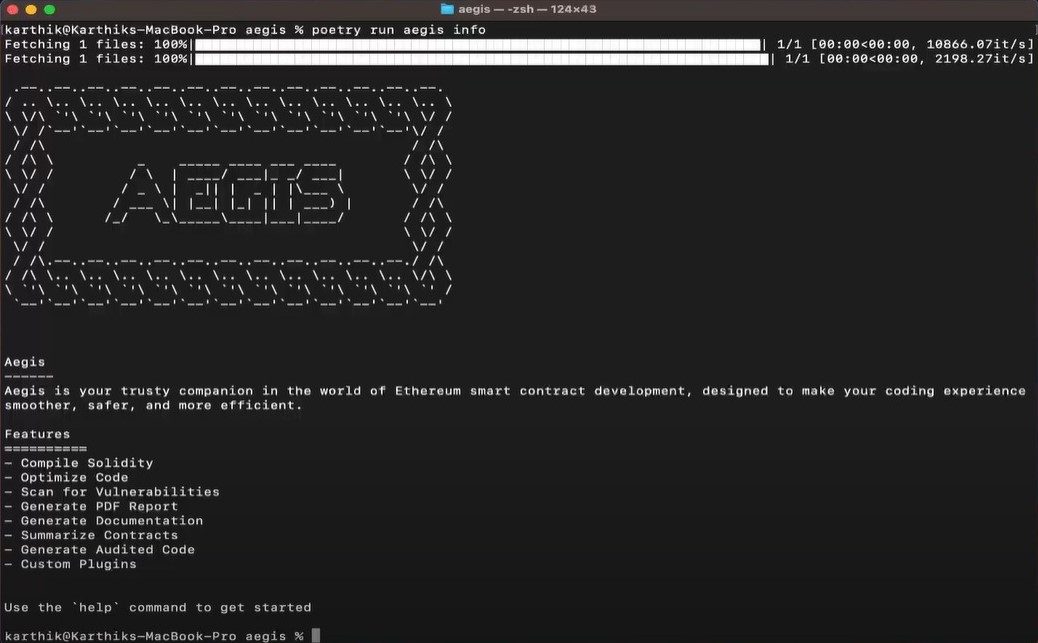 aegis — -zsh — 124×43
karthik@Karthiks-MacBook-Pro aegis % poetry run aegis info
Fetching 1 files: 100%| | 1/1 [00:00<00:00, 10866.07it/s]
Fetching 1 files: 100%| | 1/1 [00:00<00:00, 2198.27it/s]
AEGIS
Aegis
------
Aegis is your trusty companion in the world of Ethereum smart contract development, designed to make your coding experience
smoother, safer, and more efficient.
Features
==========
- Compile Solidity
- Optimize Code
- Scan for Vulnerabilities
- Generate PDF Report
- Generate Documentation
- Summarize Contracts
- Generate Audited Code
- Custom Plugins
Use the `help` command to get started
karthik@Karthiks-MacBook-Pro aegis %